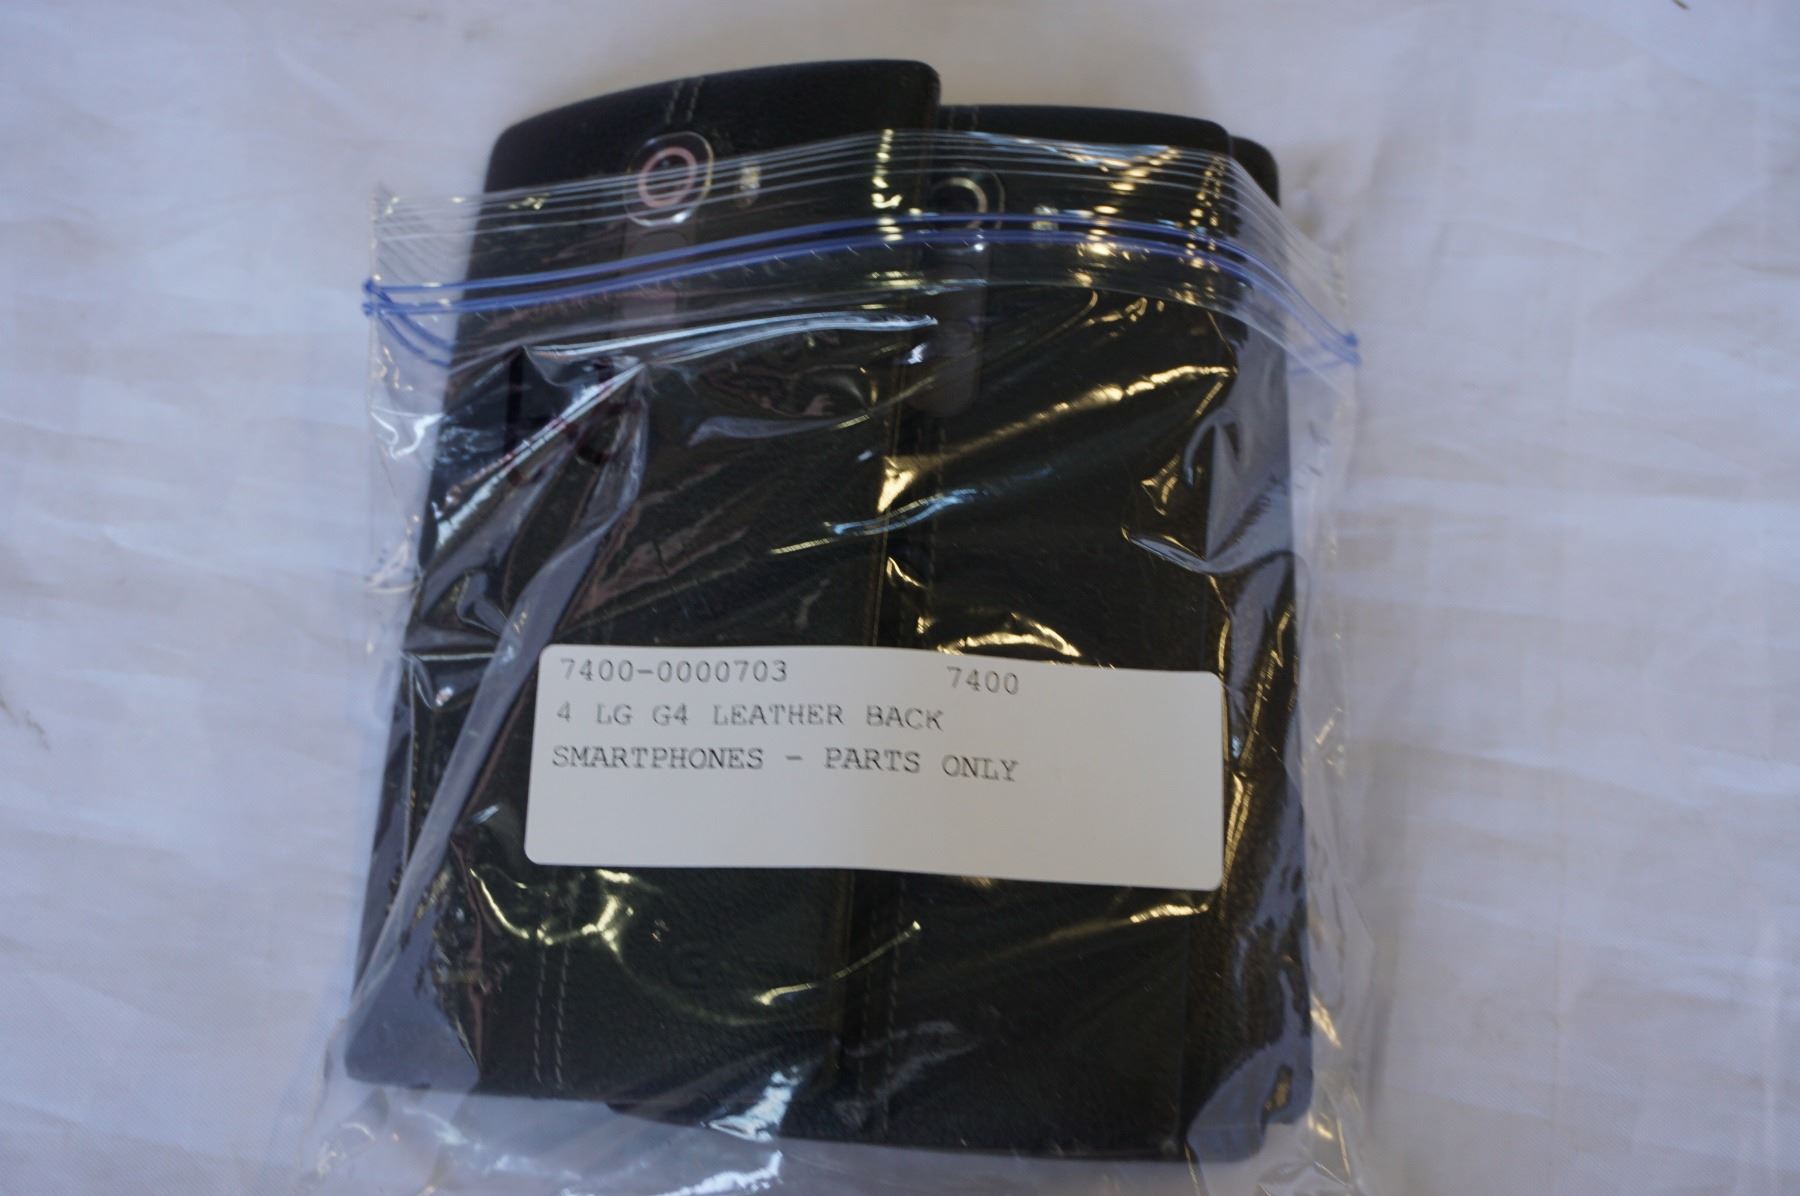 7400-0000703 7400
4 LG G4 LEATHER BACK
SMARTPHONES - PARTS ONLY